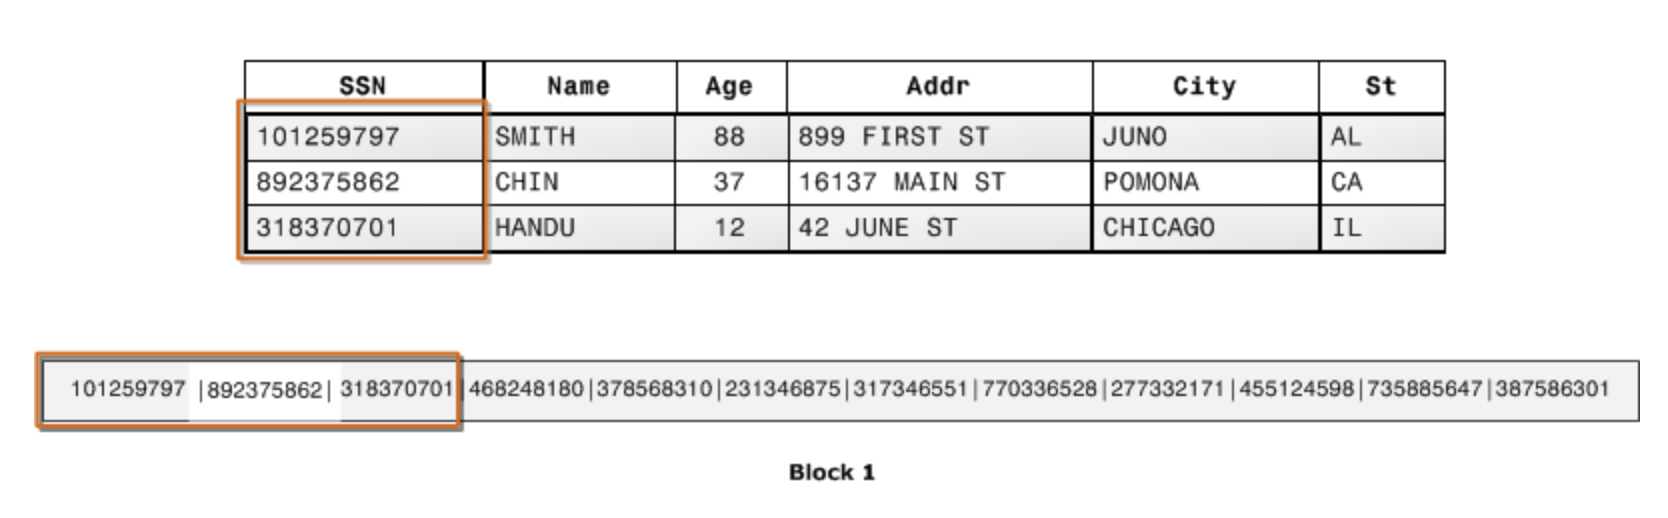 SSN Name Age Addr City St
101259797 SMITH 88 899 FIRST ST JUNO AL
892375862 CHIN 37 16137 MAIN ST POMONA CA
318370701 HANDU 12 42 JUNE ST CHICAGO IL
101259797 |892375862| 318370701|468248180|378568310|231346875|317346551|770336528|277332171|455124598|735885647|387586301
Block 1